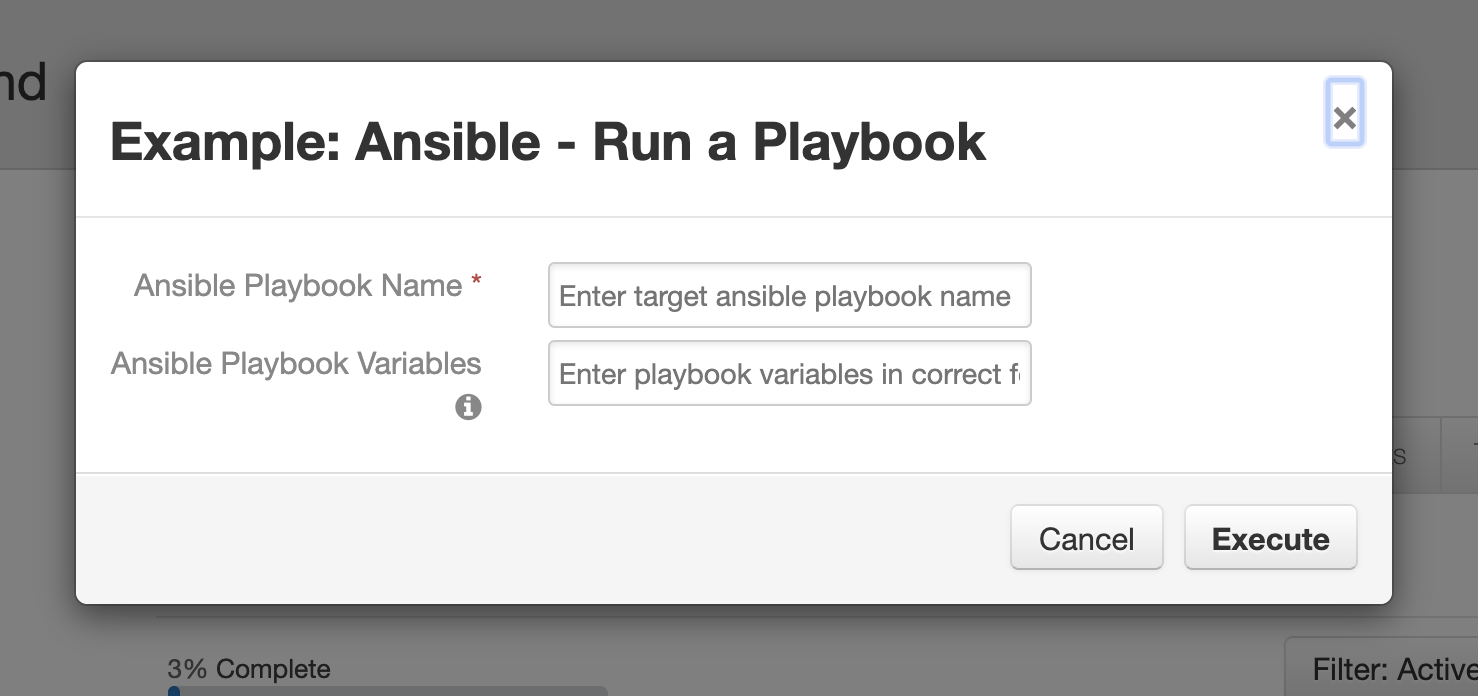 nd
Example: Ansible - Run a Playbook
×
Ansible Playbook Name *
Enter target ansible playbook name
Ansible Playbook Variables
Enter playbook variables in correct f
s
Cancel
Execute
3% Complete
Filter: Active